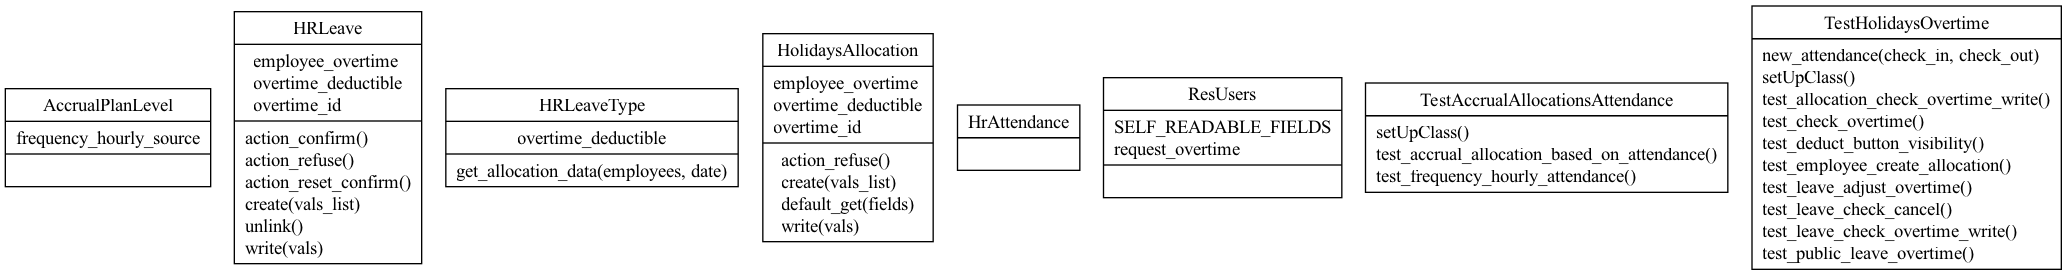 AccrualPlanLevel
frequency_hourly_source
HRLeave
employee_overtime
overtime_deductible
overtime_id
action_confirm()
action_refuse()
action_reset_confirm()
create(vals_list)
unlink()
write(vals)
HRLeaveType
overtime_deductible
get_allocation_data(employees, date)
HolidaysAllocation
employee_overtime
overtime_deductible
overtime_id
action_refuse()
create(vals_list)
default_get(fields)
write(vals)
HrAttendance
ResUsers
SELF_READABLE_FIELDS
request_overtime
TestAccrualAllocationsAttendance
setUpClass()
test_accrual_allocation_based_on_attendance()
test_frequency_hourly_attendance()
TestHolidaysOvertime
new_attendance(check_in, check_out)
setUpClass()
test_allocation_check_overtime_write()
test_check_overtime()
test_deduct_button_visibility()
test_employee_create_allocation()
test_leave_adjust_overtime()
test_leave_check_cancel()
test_leave_check_overtime_write()
test_public_leave_overtime()